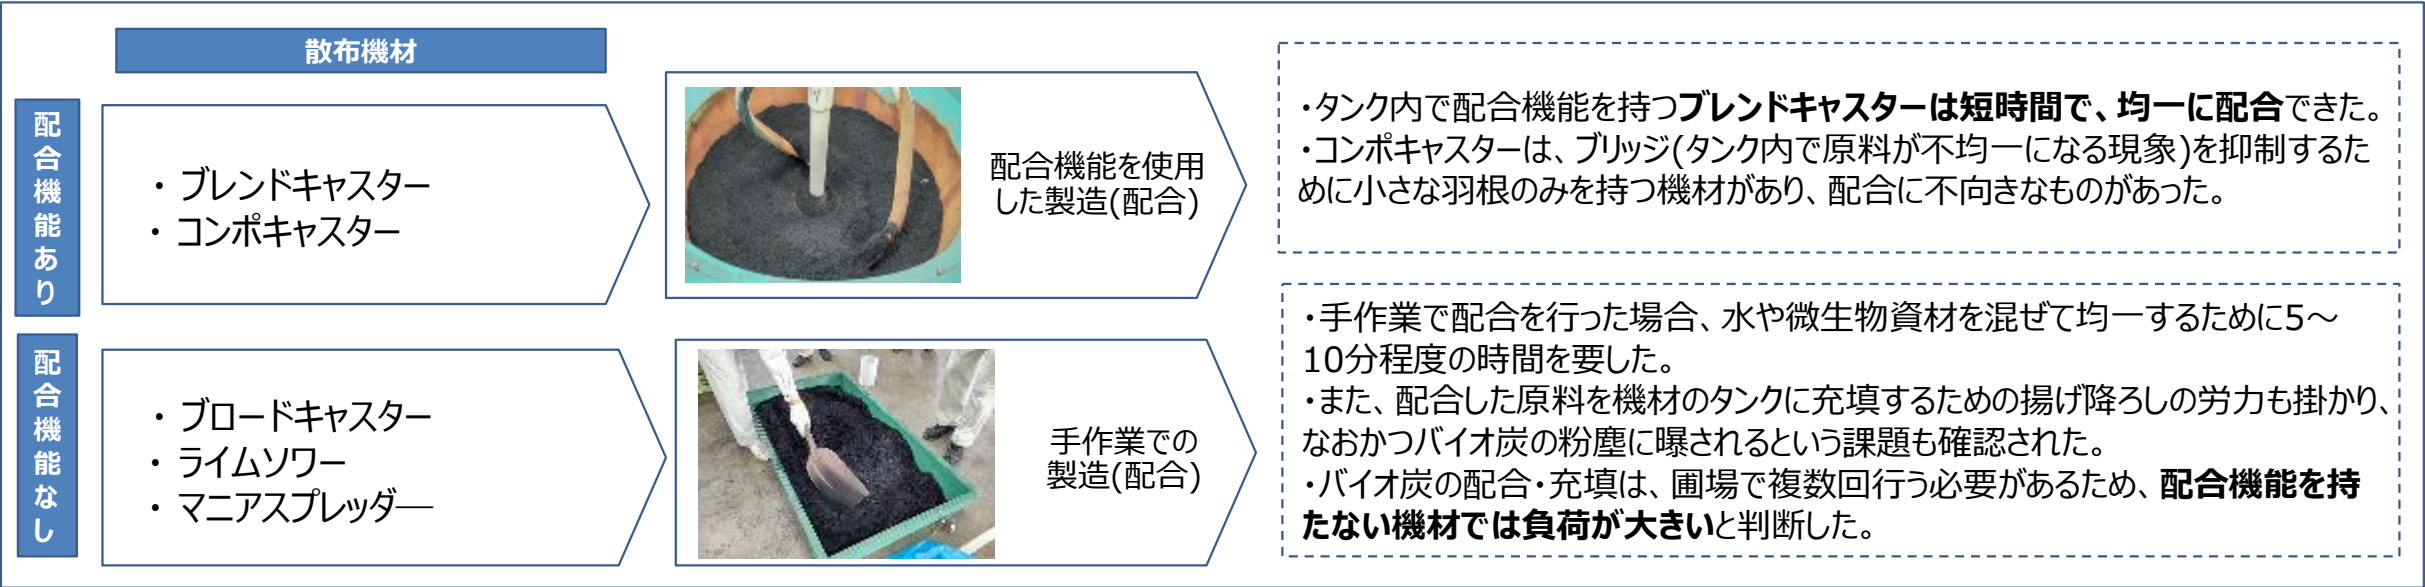 散布機材
配合機能あり
・ ブレンドキャスター
・ コンポキャスター
配合機能を使用
した製造(配合)
・タンク内で配合機能を持つブレンドキャスターは短時間で、均一に配合できた。
・コンポキャスターは、ブリッジ(タンク内で原料が不均一になる現象)を抑制するた
めに小さな羽根のみを持つ機材があり、配合に不向きなものがあった。
配合機能なし
・ ブロードキャスター
・ ライムソワー
・ マニアスプレッダ―
手作業での
製造(配合)
・手作業で配合を行った場合、水や微生物資材を混ぜて均一するために5～
10分程度の時間を要した。
・また、配合した原料を機材のタンクに充填するための揚げ降ろしの労力も掛かり、
なおかつバイオ炭の粉塵に曝されるという課題も確認された。
・バイオ炭の配合・充填は、圃場で複数回行う必要があるため、配合機能を持
たない機材では負荷が大きいと判断した。